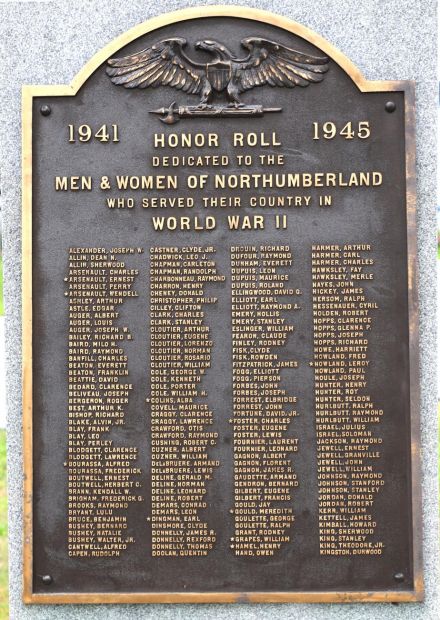 1941
1945
HONOR ROLL
DEDICATED TO THE
MEN & WOMEN OF NORTHUMBERLAND
WHO SERVED THEIR COUNTRY IN
WORLD WAR II
ALEXANDER, JOSEPH W.
ALLIN, DEAN N.
ALLIN, SHERWOOD
ARSENAULT, CHARLES
★ARSENAULT, ERNEST
ARSENAULT, PERRY
★ARSENAULT, WENDELL
ASHLEY, ARTHUR
ASTLE, EDGAR
AUGER, ALBERT
AUGER, LOUIS
AUGER, JOSEPH W.
BAILEY, RICHARD B.
BAIRD, MILO H.
BAIRD, RAYMOND
BANFILL, CHARLES
BEATON, EVERETT
BEATON, FRANKLIN
BEATTIE, DAVID
BEDARD, CLARENCE
BELIVEAU, JOSEPH
BERGERON, ROGER
BEST, ARTHUR K.
BISHOP, RICHARD
BLAKE, ALVIN, JR.
BLAY, FRANK
BLAY, LEO
BLAY, PERLEY
BLODGETT, CLARENCE
BLODGETT, LAWRENCE
★BOURASSA, ALFRED
BOURASSA, FREDERICK
BOUTWELL, ERNEST
BOUTWELL, HERBERT C.
BRANN, KENDALL W.
BRIGHAM, FREDERICK G.
BROOKS, RAYMOND
BRYANT, LULU
BRUCE, BENJAMIN
BUSHEY, BERNARD
BUSHEY, NATALIE
BUSHEY, WALTER, JR.
CANTWELL, ALFRED
CAPEN, RUDOLPH
CASTNER, CLYDE, JR.
CHADWICK, LEO J.
CHAPMAN, CARLETON
CHAPMAN, RANDOLPH
CHARBONNEAU, RAYMOND
CHARRON, HENRY
CHENEY, DONALD
CHRISTOPHER, PHILIP
CILLEY, CLIFTON
CLARK, CHARLES
CLARK, STANLEY
CLOUTIER, ARTHUR
CLOUTIER, EUGENE
CLOUTIER, LORENZO
CLOUTIER, NORMAN
CLOUTIER, ROSARIO
CLOUTIER, WILLIAM
COLE, GEORGE W.
COLE, KENNETH
COLE, PORTER
COLE, WILLIAM H.
★COLINS, ALBA
COVELL, MAURICE
CRAGGY, CLARENCE
CRAGGY, LAWRENCE
CRAWFORD, OTIS
CRAWFORD, RAYMOND
CUSHING, ROBERT C.
CUZNER, ALBERT
CUZNER, WILLIAM
DELABRUERE, ARMAND
DELABRUERE, LEWIS
DELINE, GERALD N.
DELINE, NORMAN
DELINE, LEONARD
DELINE, ROBERT
DEMARS, CONRAD
DEMARS, LEON
★DINGMAN, EARL
DINSMORE, CLYDE
DONNELLY, JAMES R.
DONNELLY, REXFORD
DONNELLY, THOMAS
DOOLAN, QUENTIN
DROUIN, RICHARD
DUFOUR, RAYMOND
DUNHAM, EVERETT
DUPUIS, LEON
DUPUIS, MAURICE
DUPUIS, ROLAND
ELLINGWOOD, DAVID G.
ELLIOTT, EARL
ELLIOTT, RAYMOND A.
EMERY, HOLLIS
EMERY, STANLEY
ESLINGER, WILLIAM
FEARON, CLAUDE
FINLEY, RODNEY
FISK, CLYDE
FISK, ROWDEN
FITZPATRICK, JAMES
FOGG, ELLIOTT
FOGG, PIERSON
FORBES, JOHN
FORBES, JOSEPH
FORREST, ELBRIDGE
FORREST, JOHN
FORTUNE, DAVID, JR.
★FOSTER, CHARLES
FOSTER, EUGENE
FOSTER, LEWIS
FOURNIER, LAURENT
FOURNIER, LEONARD
GAGNON, ALBERT
GAGNON, FLORENT
GAGNON, JAMES R.
GAUDETTE, ARMAND
GENDRON, BERNARD
GILBERT, EUGENE
GILBERT, FRANCIS
GOULD, JAY
★GOULD, MEREDITH
GOULETTE, GEORGE
GOULETTE, RALPH
GRANT, RODNEY
★GRAPES, WILLIAM
★HAMEL, HENRY
HAND, OWEN
HARMER, ARTHUR
HARMER, CARL
HARMER, CHARLES
HAWKSLEY, FAY
HAWKSLEY, MERLE
HAYES, JOHN
HICKEY, JAMES
HERSOM, RALPH
HESSENAUER, CYRIL
HOLDEN, ROBERT
HOPPS, CLARENCE
HOPPS, GLENNA P.
HOPPS, JOSEPH
HOPPS, RICHARD
HOWE, HARRIETT
HOWLAND, FRED
★HOWLAND, LEROY
HOWLAND, PAUL
HOULE, JOSEPH
HUNTER, HENRY
HUNTER, ROY
HUNTER, SELDON
HURLBUTT, RALPH
HURLBUTT, RAYMOND
HURLBUTT, WILLIAM
ISRAEL, JULIUS
ISRAEL, SOLOMAN
JACKSON, RAYMOND
JEWELL, ERNEST
JEWELL, GRANVILLE
JEWELL, JOHN
JEWELL, WILLIAM
JOHNSON, RAYMOND
JOHNSON, STANFORD
JOHNSON, STANLEY
JORDAN, DONALD
JORDAN, ROBERT
KERN, WILLIAM
KETTELL, JAMES
KIMBALL, HOWARD
KING, SHERWOOD
KING, STANLEY
KING, THEODORE, JR.
KINGSTON, DURWOOD